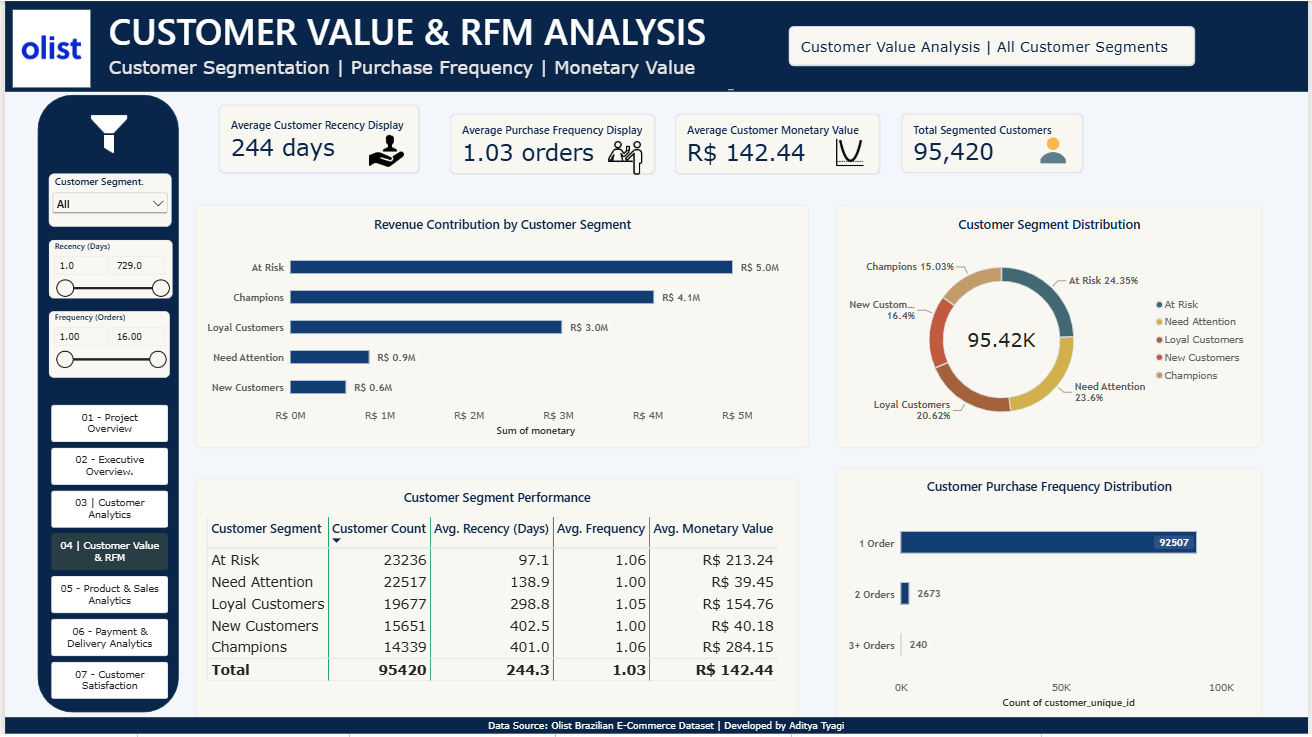 olist
CUSTOMER VALUE & RFM ANALYSIS
Customer Segmentation | Purchase Frequency | Monetary Value
Customer Value Analysis | All Customer Segments
Customer Segment.
All
Recency (Days)
1.0 729.0
Frequency (Orders)
1.00 16.00
01 - Project
Overview
02 - Executive
Overview.
03 | Customer
Analytics
04 | Customer Value
& RFM
05 - Product & Sales
Analytics
06 - Payment &
Delivery Analytics
07 - Customer
Satisfaction
Average Customer Recency Display
244 days
Average Purchase Frequency Display
1.03 orders
Average Customer Monetary Value
R$ 142.44
Total Segmented Customers
95,420
Revenue Contribution by Customer Segment
At Risk R$ 5.0M
Champions R$ 4.1M
Loyal Customers R$ 3.0M
Need Attention R$ 0.9M
New Customers R$ 0.6M
R$ 0M R$ 1M R$ 2M R$ 3M R$ 4M R$ 5M
Sum of monetary
Customer Segment Distribution
Champions 15.03%
At Risk 24.35%
New Custom...
16.4%
95.42K
Need Attention
23.6%
Loyal Customers
20.62%
At Risk
Need Attention
Loyal Customers
New Customers
Champions
Customer Segment Performance
Customer Segment Customer Count Avg. Recency (Days) Avg. Frequency Avg. Monetary Value
At Risk 23236 97.1 1.06 R$ 213.24
Need Attention 22517 138.9 1.00 R$ 39.45
Loyal Customers 19677 298.8 1.05 R$ 154.76
New Customers 15651 402.5 1.00 R$ 40.18
Champions 14339 401.0 1.06 R$ 284.15
Total 95420 244.3 1.03 R$ 142.44
Customer Purchase Frequency Distribution
1 Order 92507
2 Orders 2673
3+ Orders 240
0K 50K 100K
Count of customer_unique_id
Data Source: Olist Brazilian E-Commerce Dataset | Developed by Aditya Tyagi